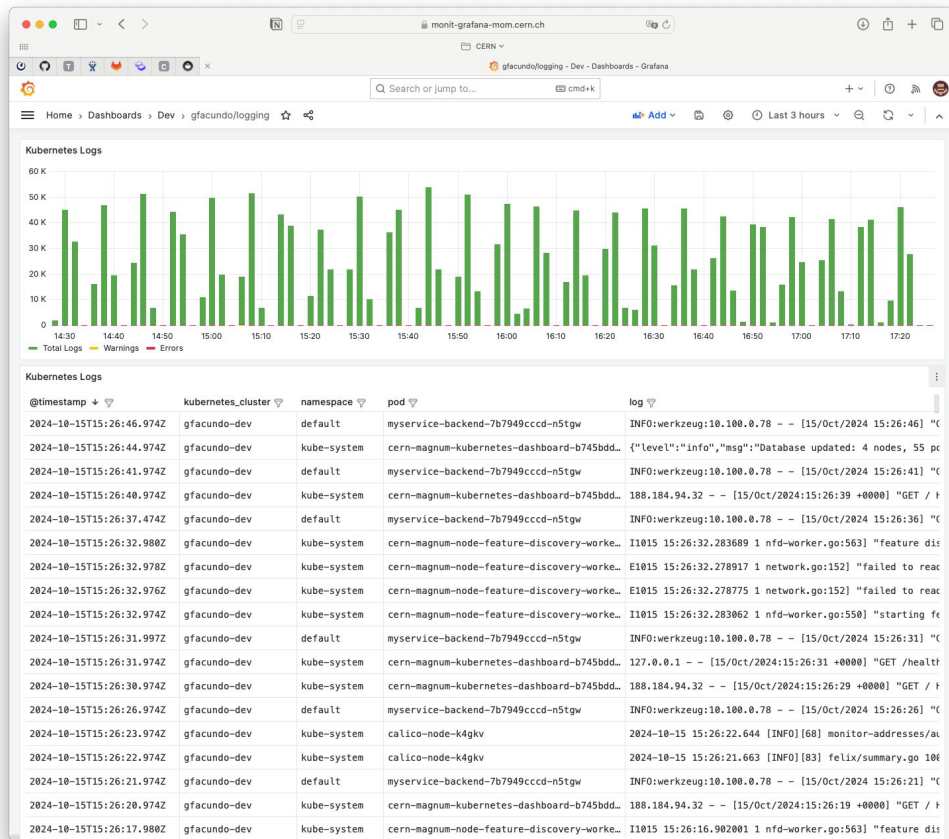 monit-grafana-mom.cern.ch
CERN
gfacundo/logging - Dev - Dashboards - Grafana
Search or jump to... cmd+k
Home › Dashboards › Dev › gfacundo/logging Add Last 3 hours
Kubernetes Logs
60 K
50 K
40 K
30 K
20 K
10 K
0
14:30 14:40 14:50 15:00 15:10 15:20 15:30 15:40 15:50 16:00 16:10 16:20 16:30 16:40 16:50 17:00 17:10 17:20
Total Logs Warnings Errors
Kubernetes Logs
@timestamp kubernetes_cluster namespace pod log
2024-10-15T15:26:46.974Z gfacundo-dev default myservice-backend-7b7949cccd-n5tgw INFO:werkzeug:10.100.0.78 - - [15/Oct/2024 15:26:46] "G
2024-10-15T15:26:44.974Z gfacundo-dev kube-system cern-magnum-kubernetes-dashboard-b745bdd… {"level":"info","msg":"Database updated: 4 nodes, 55 po
2024-10-15T15:26:41.974Z gfacundo-dev default myservice-backend-7b7949cccd-n5tgw INFO:werkzeug:10.100.0.78 - - [15/Oct/2024 15:26:41] "G
2024-10-15T15:26:40.974Z gfacundo-dev kube-system cern-magnum-kubernetes-dashboard-b745bdd… 188.184.94.32 - - [15/Oct/2024:15:26:39 +0000] "GET / H
2024-10-15T15:26:37.474Z gfacundo-dev default myservice-backend-7b7949cccd-n5tgw INFO:werkzeug:10.100.0.78 - - [15/Oct/2024 15:26:36] "G
2024-10-15T15:26:32.980Z gfacundo-dev kube-system cern-magnum-node-feature-discovery-worke… I1015 15:26:32.283689 1 nfd-worker.go:563] "feature dis
2024-10-15T15:26:32.978Z gfacundo-dev kube-system cern-magnum-node-feature-discovery-worke… E1015 15:26:32.278917 1 network.go:152] "failed to read
2024-10-15T15:26:32.976Z gfacundo-dev kube-system cern-magnum-node-feature-discovery-worke… E1015 15:26:32.278775 1 network.go:152] "failed to read
2024-10-15T15:26:32.974Z gfacundo-dev kube-system cern-magnum-node-feature-discovery-worke… I1015 15:26:32.283062 1 nfd-worker.go:550] "starting fe
2024-10-15T15:26:31.997Z gfacundo-dev default myservice-backend-7b7949cccd-n5tgw INFO:werkzeug:10.100.0.78 - - [15/Oct/2024 15:26:31] "G
2024-10-15T15:26:31.974Z gfacundo-dev kube-system cern-magnum-kubernetes-dashboard-b745bdd… 127.0.0.1 - - [15/Oct/2024:15:26:31 +0000] "GET /health
2024-10-15T15:26:30.974Z gfacundo-dev kube-system cern-magnum-kubernetes-dashboard-b745bdd… 188.184.94.32 - - [15/Oct/2024:15:26:29 +0000] "GET / H
2024-10-15T15:26:26.974Z gfacundo-dev default myservice-backend-7b7949cccd-n5tgw INFO:werkzeug:10.100.0.78 - - [15/Oct/2024 15:26:26] "G
2024-10-15T15:26:23.974Z gfacundo-dev kube-system calico-node-k4gkv 2024-10-15 15:26:22.644 [INFO][68] monitor-addresses/au
2024-10-15T15:26:22.974Z gfacundo-dev kube-system calico-node-k4gkv 2024-10-15 15:26:21.663 [INFO][83] felix/summary.go 100
2024-10-15T15:26:21.974Z gfacundo-dev default myservice-backend-7b7949cccd-n5tgw INFO:werkzeug:10.100.0.78 - - [15/Oct/2024 15:26:21] "G
2024-10-15T15:26:20.974Z gfacundo-dev kube-system cern-magnum-kubernetes-dashboard-b745bdd… 188.184.94.32 - - [15/Oct/2024:15:26:19 +0000] "GET / H
2024-10-15T15:26:17.980Z gfacundo-dev kube-system cern-magnum-node-feature-discovery-worke… I1015 15:26:16.902001 1 nfd-worker.go:563] "feature dis